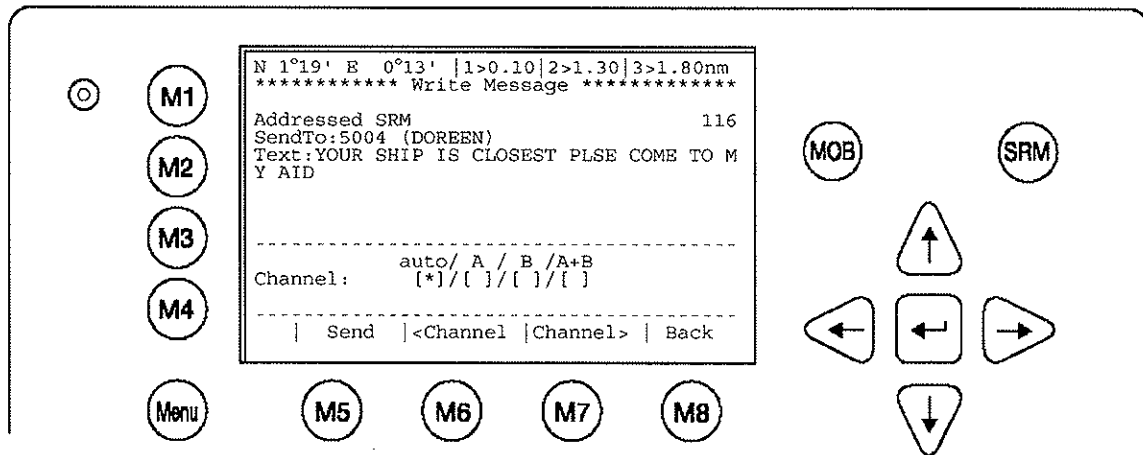 N 1°19' E 0°13' |1>0.10|2>1.30|3>1.80nm
************ Write Message *************
Addressed SRM 116
SendTo:5004 (DOREEN)
Text:YOUR SHIP IS CLOSEST PLSE COME TO M
Y AID
----------------------------------------
auto/ A / B /A+B
Channel: [*]/[ ]/[ ]/[ ]
----------------------------------------
| Send |<Channel |Channel> | Back
M1
M2
M3
M4
Menu
M5
M6
M7
M8
MOB
SRM